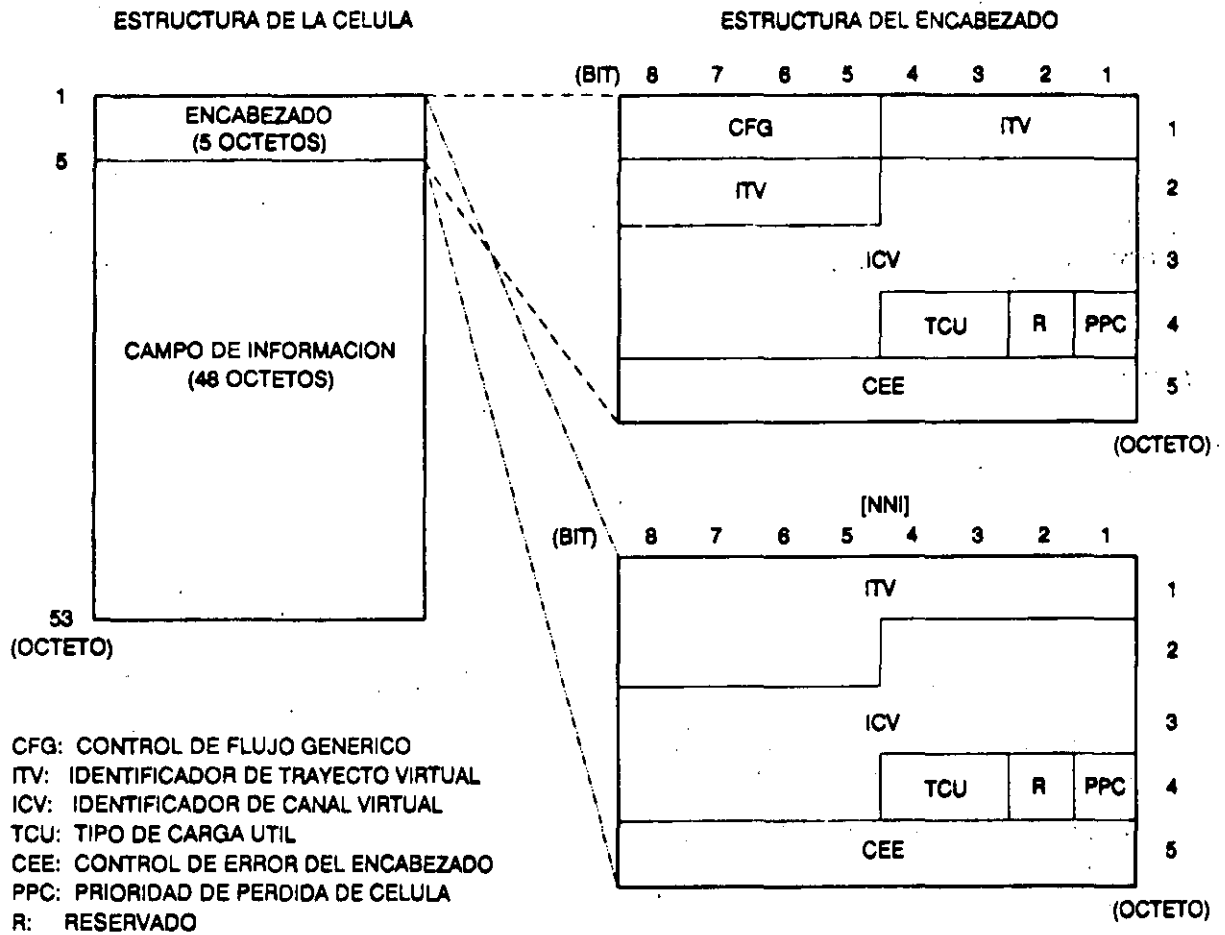 ESTRUCTURA DE LA CELULA
1
ENCABEZADO
(5 OCTETOS)
5
CAMPO DE INFORMACION
(48 OCTETOS)
53
(OCTETO)
ESTRUCTURA DEL ENCABEZADO
(BIT) 8 7 6 5 4 3 2 1
CFG ITV 1
ITV 2
ICV 3
TCU R PPC 4
CEE 5
(OCTETO)
[NNI]
(BIT) 8 7 6 5 4 3 2 1
ITV 1
2
ICV 3
TCU R PPC 4
CEE 5
(OCTETO)
CFG: CONTROL DE FLUJO GENERICO
ITV: IDENTIFICADOR DE TRAYECTO VIRTUAL
ICV: IDENTIFICADOR DE CANAL VIRTUAL
TCU: TIPO DE CARGA UTIL
CEE: CONTROL DE ERROR DEL ENCABEZADO
PPC: PRIORIDAD DE PERDIDA DE CELULA
R: RESERVADO